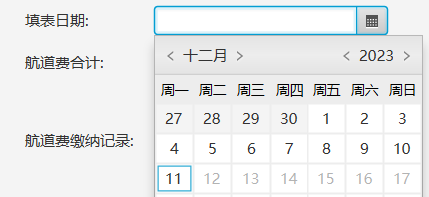 填表日期:
< 十二月 > < 2023 >
航道费合计:
周一 周二 周三 周四 周五 周六 周日
27 28 29 30 1 2 3
航道费缴纳记录:
4 5 6 7 8 9 10
11 12 13 14 15 16 17